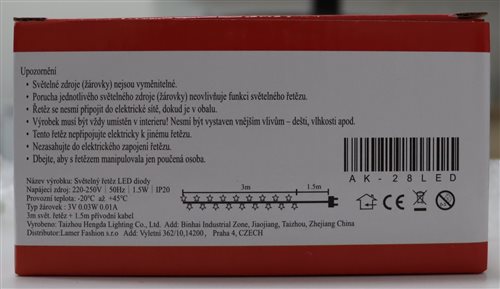 Upozornění
• Světelné zdroje (žárovky) nejsou vyměnitelné.
• Porucha jednotlivého světelného zdroje (žárovky) neovlivňuje funkci světelného řetězu.
• Řetěz se nesmí připojit do elektrické sítě, dokud je v obalu.
• Výrobek musí být vždy umístěn v interieru! Nesmí být vystaven vnějším vlivům – dešti, vlhkosti apod.
• Tento řetěz nepřipojujte elektricky k jinému řetězu.
• Nezasahujte do elektrického zapojení řetězu.
• Dbejte, aby s řetězem manipulovala jen poučená osoba.
AK-28LED
Název výrobku: Světelný řetěz LED diody
Napájecí zdroj: 220-250V | 50Hz | 1.5W | IP20
Provozní teplota: -20°C až +45°C
Typ žárovek : 3V 0.03W 0.01A
3m svět. řetěz + 1.5m přívodní kabel
3m 1.5m
Vyrobeno: Taizhou Hengda Lighting Co., Ltd. Add: Binhai Industrial Zone, Jiaojiang, Taizhou, Zhejiang China
Distributor:Lamer Fashion s.r.o Add: Vyletni 362/10,14200, Praha 4, CZECH